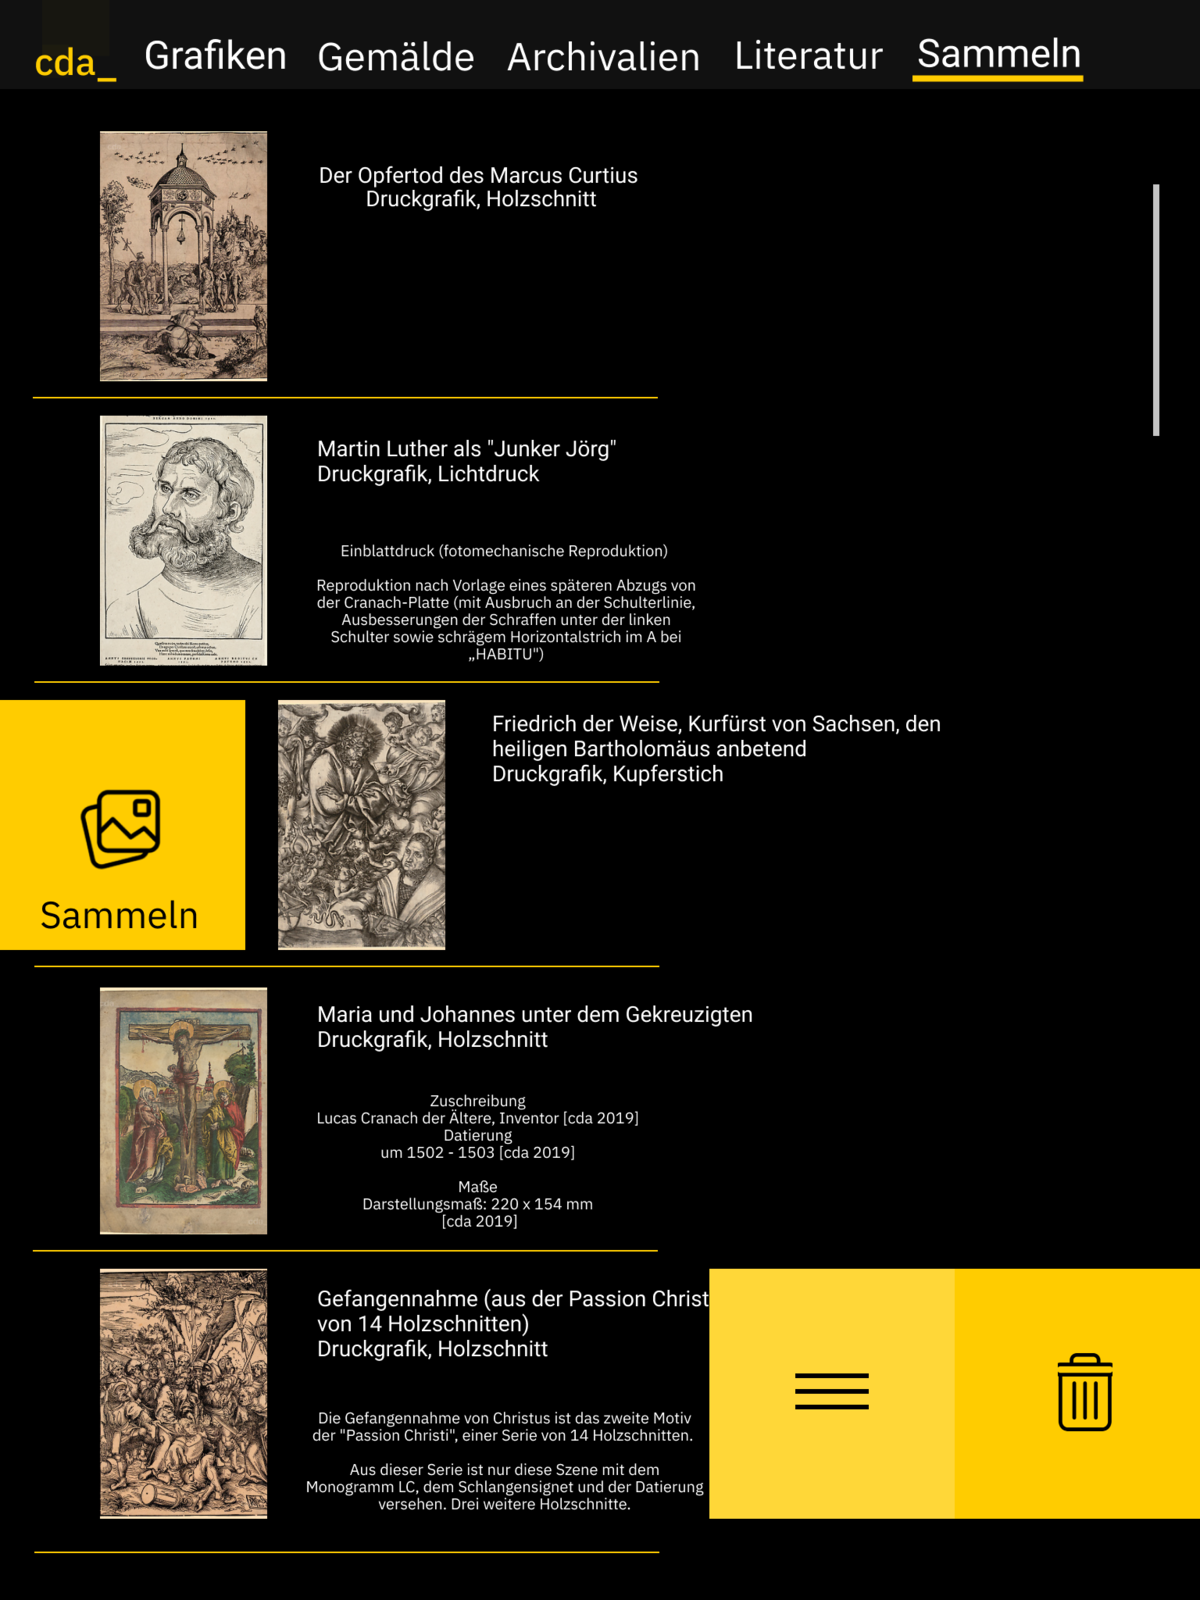 cda_ Grafiken Gemälde Archivalien Literatur Sammeln
Der Opfertod des Marcus Curtius
Druckgrafik, Holzschnitt
Martin Luther als "Junker Jörg"
Druckgrafik, Lichtdruck
Einblattdruck (fotomechanische Reproduktion)
Reproduktion nach Vorlage eines späteren Abzugs von
der Cranach-Platte (mit Ausbruch an der Schulterlinie,
Ausbesserungen der Schraffen unter der linken
Schulter sowie schrägem Horizontalstrich im A bei
„HABITU")
Sammeln
Friedrich der Weise, Kurfürst von Sachsen, den
heiligen Bartholomäus anbetend
Druckgrafik, Kupferstich
Maria und Johannes unter dem Gekreuzigten
Druckgrafik, Holzschnitt
Zuschreibung
Lucas Cranach der Ältere, Inventor [cda 2019]
Datierung
um 1502 - 1503 [cda 2019]
Maße
Darstellungsmaß: 220 x 154 mm
[cda 2019]
Gefangennahme (aus der Passion Christ
von 14 Holzschnitten)
Druckgrafik, Holzschnitt
Die Gefangennahme von Christus ist das zweite Motiv
der "Passion Christi", einer Serie von 14 Holzschnitten.
Aus dieser Serie ist nur diese Szene mit dem
Monogramm LC, dem Schlangensignet und der Datierung
versehen. Drei weitere Holzschnitte.